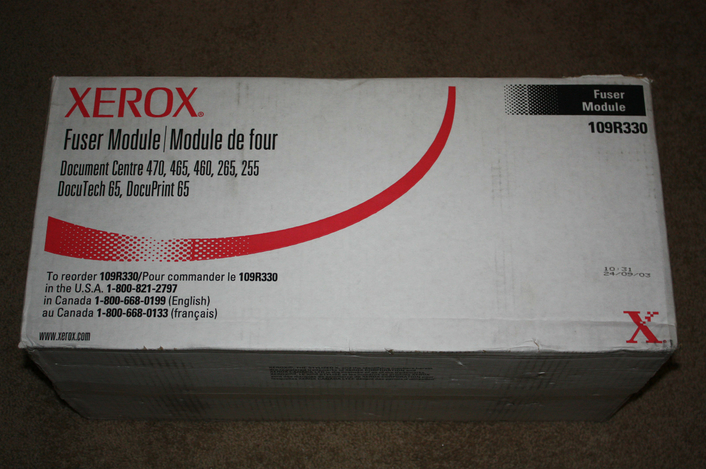 XEROX®
Fuser Module | Module de four
Document Centre 470, 465, 460, 265, 255
DocuTech 65, DocuPrint 65
Fuser
Module
109R330
10:31
24/09/03
To reorder 109R330/Pour commander le 109R330
in the U.S.A. 1-800-821-2797
in Canada 1-800-668-0199 (English)
au Canada 1-800-668-0133 (français)
www.xerox.com
X